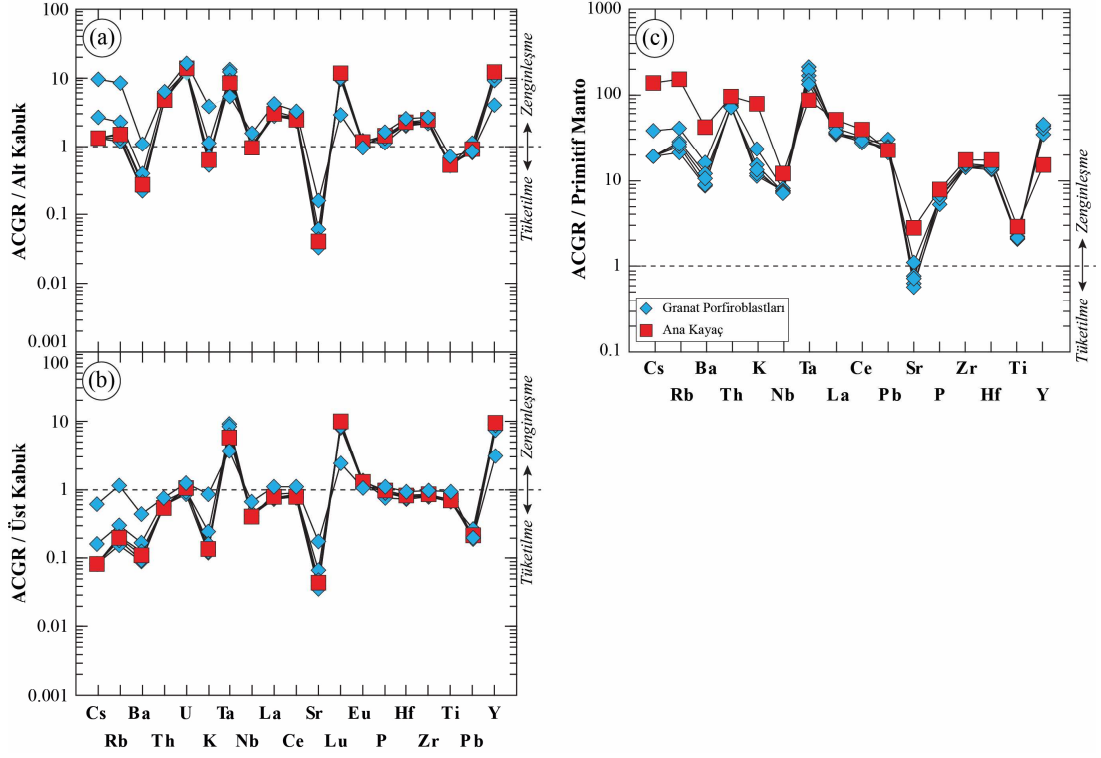 (a)
100
10
1
0.1
0.01
0.001
ACGR / Alt Kabuk
Tüketilme
Zenginleşme
(b)
100
10
1
0.1
0.01
0.001
ACGR / Üst Kabuk
Tüketilme
Zenginleşme
Cs Ba U Ta La Sr Eu Hf Ti Y
Rb Th K Nb Ce Lu P Zr Pb
(c)
1000
100
10
1
0.1
ACGR / Primitif Manto
Tüketilme
Zenginleşme
Granat Porfiroblastları
Ana Kayaç
Cs Ba K Ta Ce Sr Zr Ti
Rb Th Nb La Pb P Hf Y